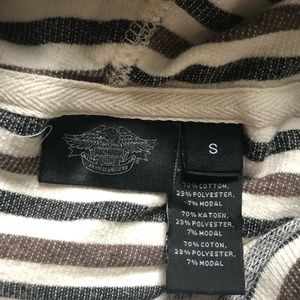 S
70% COTTON,
23% POLYESTER,
7% MODAL
70% KATOEN,
23% POLYESTER,
7% MODAL
70% COTON,
23% POLYESTER,
7% MODAL